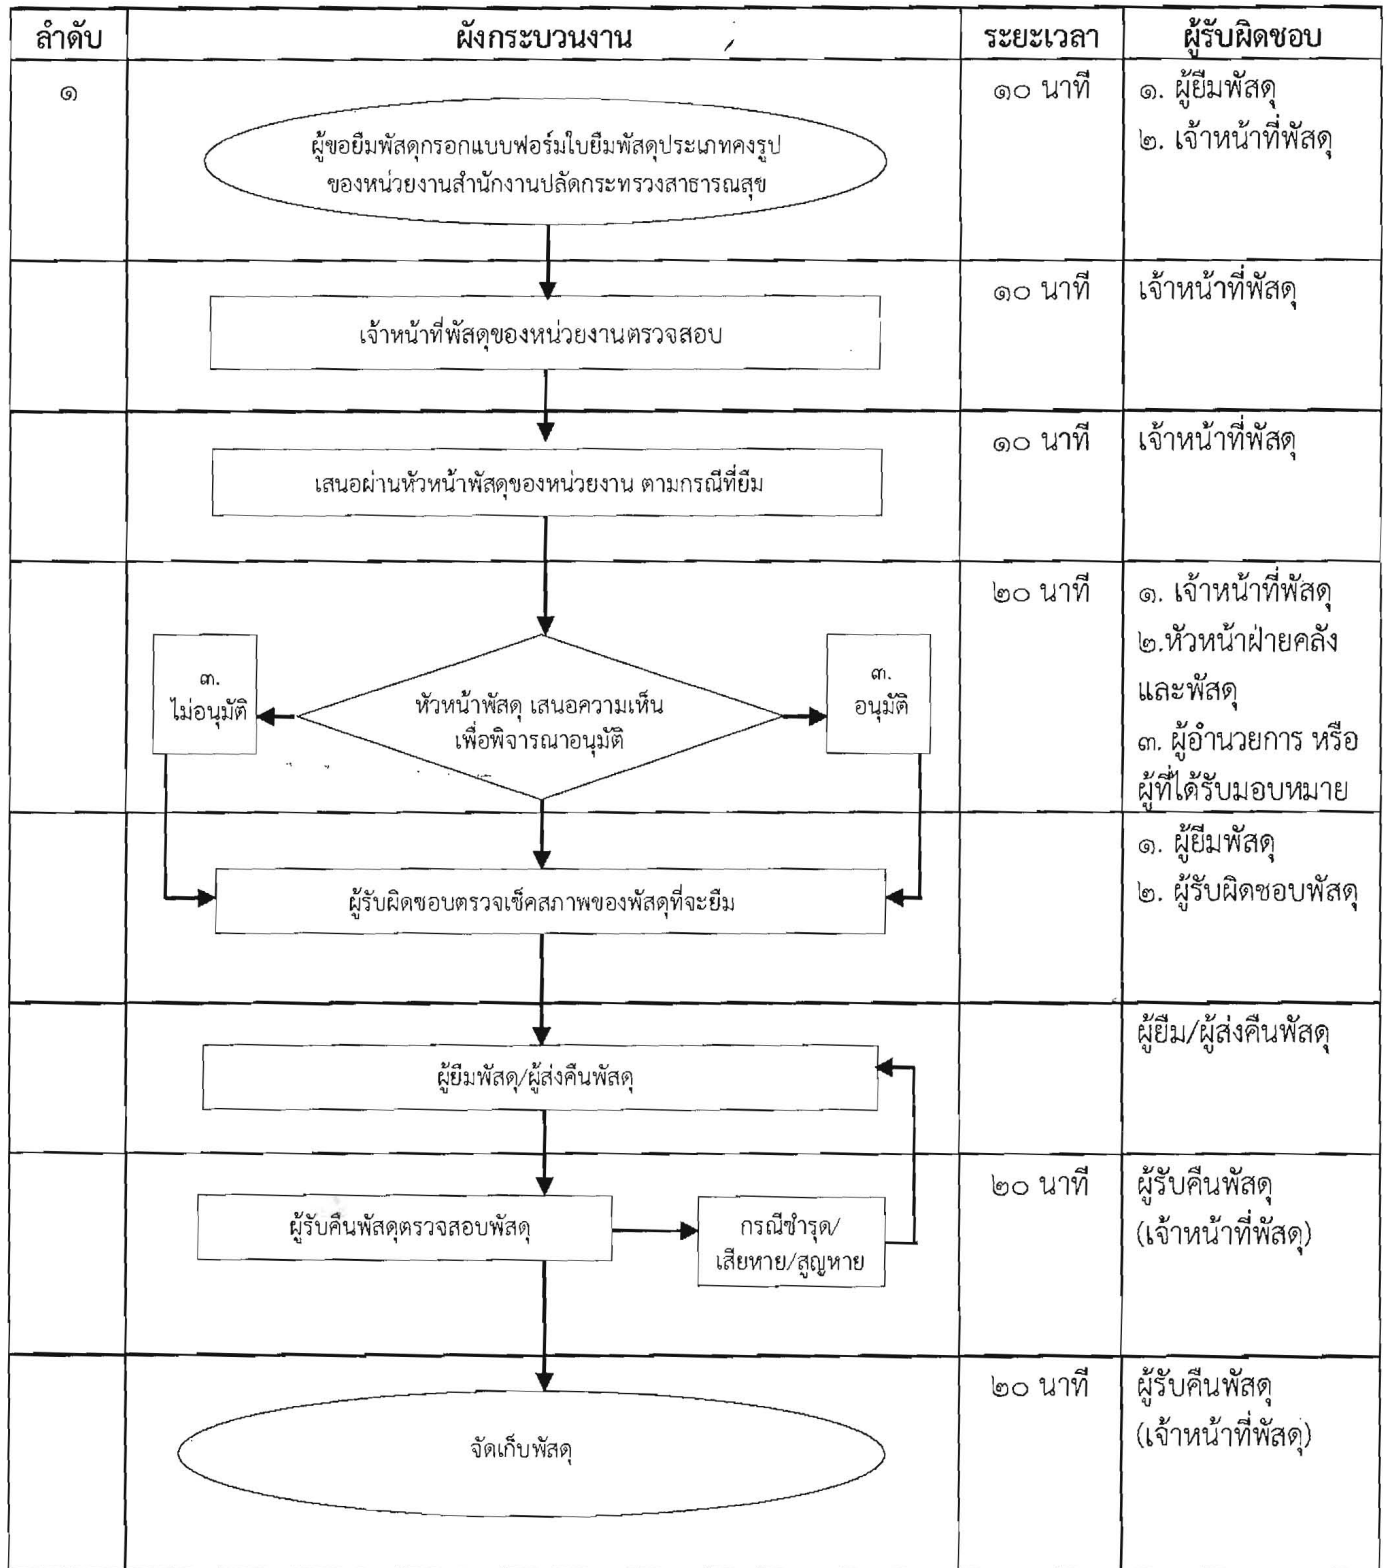 ลำดับ
ผังกระบวนงาน
ระยะเวลา
ผู้รับผิดชอบ
๑
ผู้ขอยืมพัสดุกรอกแบบฟอร์มใบยืมพัสดุประเภทคงรูป
ของหน่วยงานสำนักงานปลัดกระทรวงสาธารณสุข
๑๐ นาที
๑. ผู้ยืมพัสดุ
๒. เจ้าหน้าที่พัสดุ
เจ้าหน้าที่พัสดุของหน่วยงานตรวจสอบ
๑๐ นาที
เจ้าหน้าที่พัสดุ
เสนอผ่านหัวหน้าพัสดุของหน่วยงาน ตามกรณีที่ยืม
๑๐ นาที
เจ้าหน้าที่พัสดุ
๓.
ไม่อนุมัติ
หัวหน้าพัสดุ เสนอความเห็น
เพื่อพิจารณาอนุมัติ
๓.
อนุมัติ
๒๐ นาที
๑. เจ้าหน้าที่พัสดุ
๒.หัวหน้าฝ่ายคลัง
และพัสดุ
๓. ผู้อำนวยการ หรือ
ผู้ที่ได้รับมอบหมาย
ผู้รับผิดชอบตรวจเช็คสภาพของพัสดุที่จะยืม
๑. ผู้ยืมพัสดุ
๒. ผู้รับผิดชอบพัสดุ
ผู้ยืมพัสดุ/ผู้ส่งคืนพัสดุ
ผู้ยืม/ผู้ส่งคืนพัสดุ
ผู้รับคืนพัสดุตรวจสอบพัสดุ
กรณีชำรุด/
เสียหาย/สูญหาย
๒๐ นาที
ผู้รับคืนพัสดุ
(เจ้าหน้าที่พัสดุ)
จัดเก็บพัสดุ
๒๐ นาที
ผู้รับคืนพัสดุ
(เจ้าหน้าที่พัสดุ)